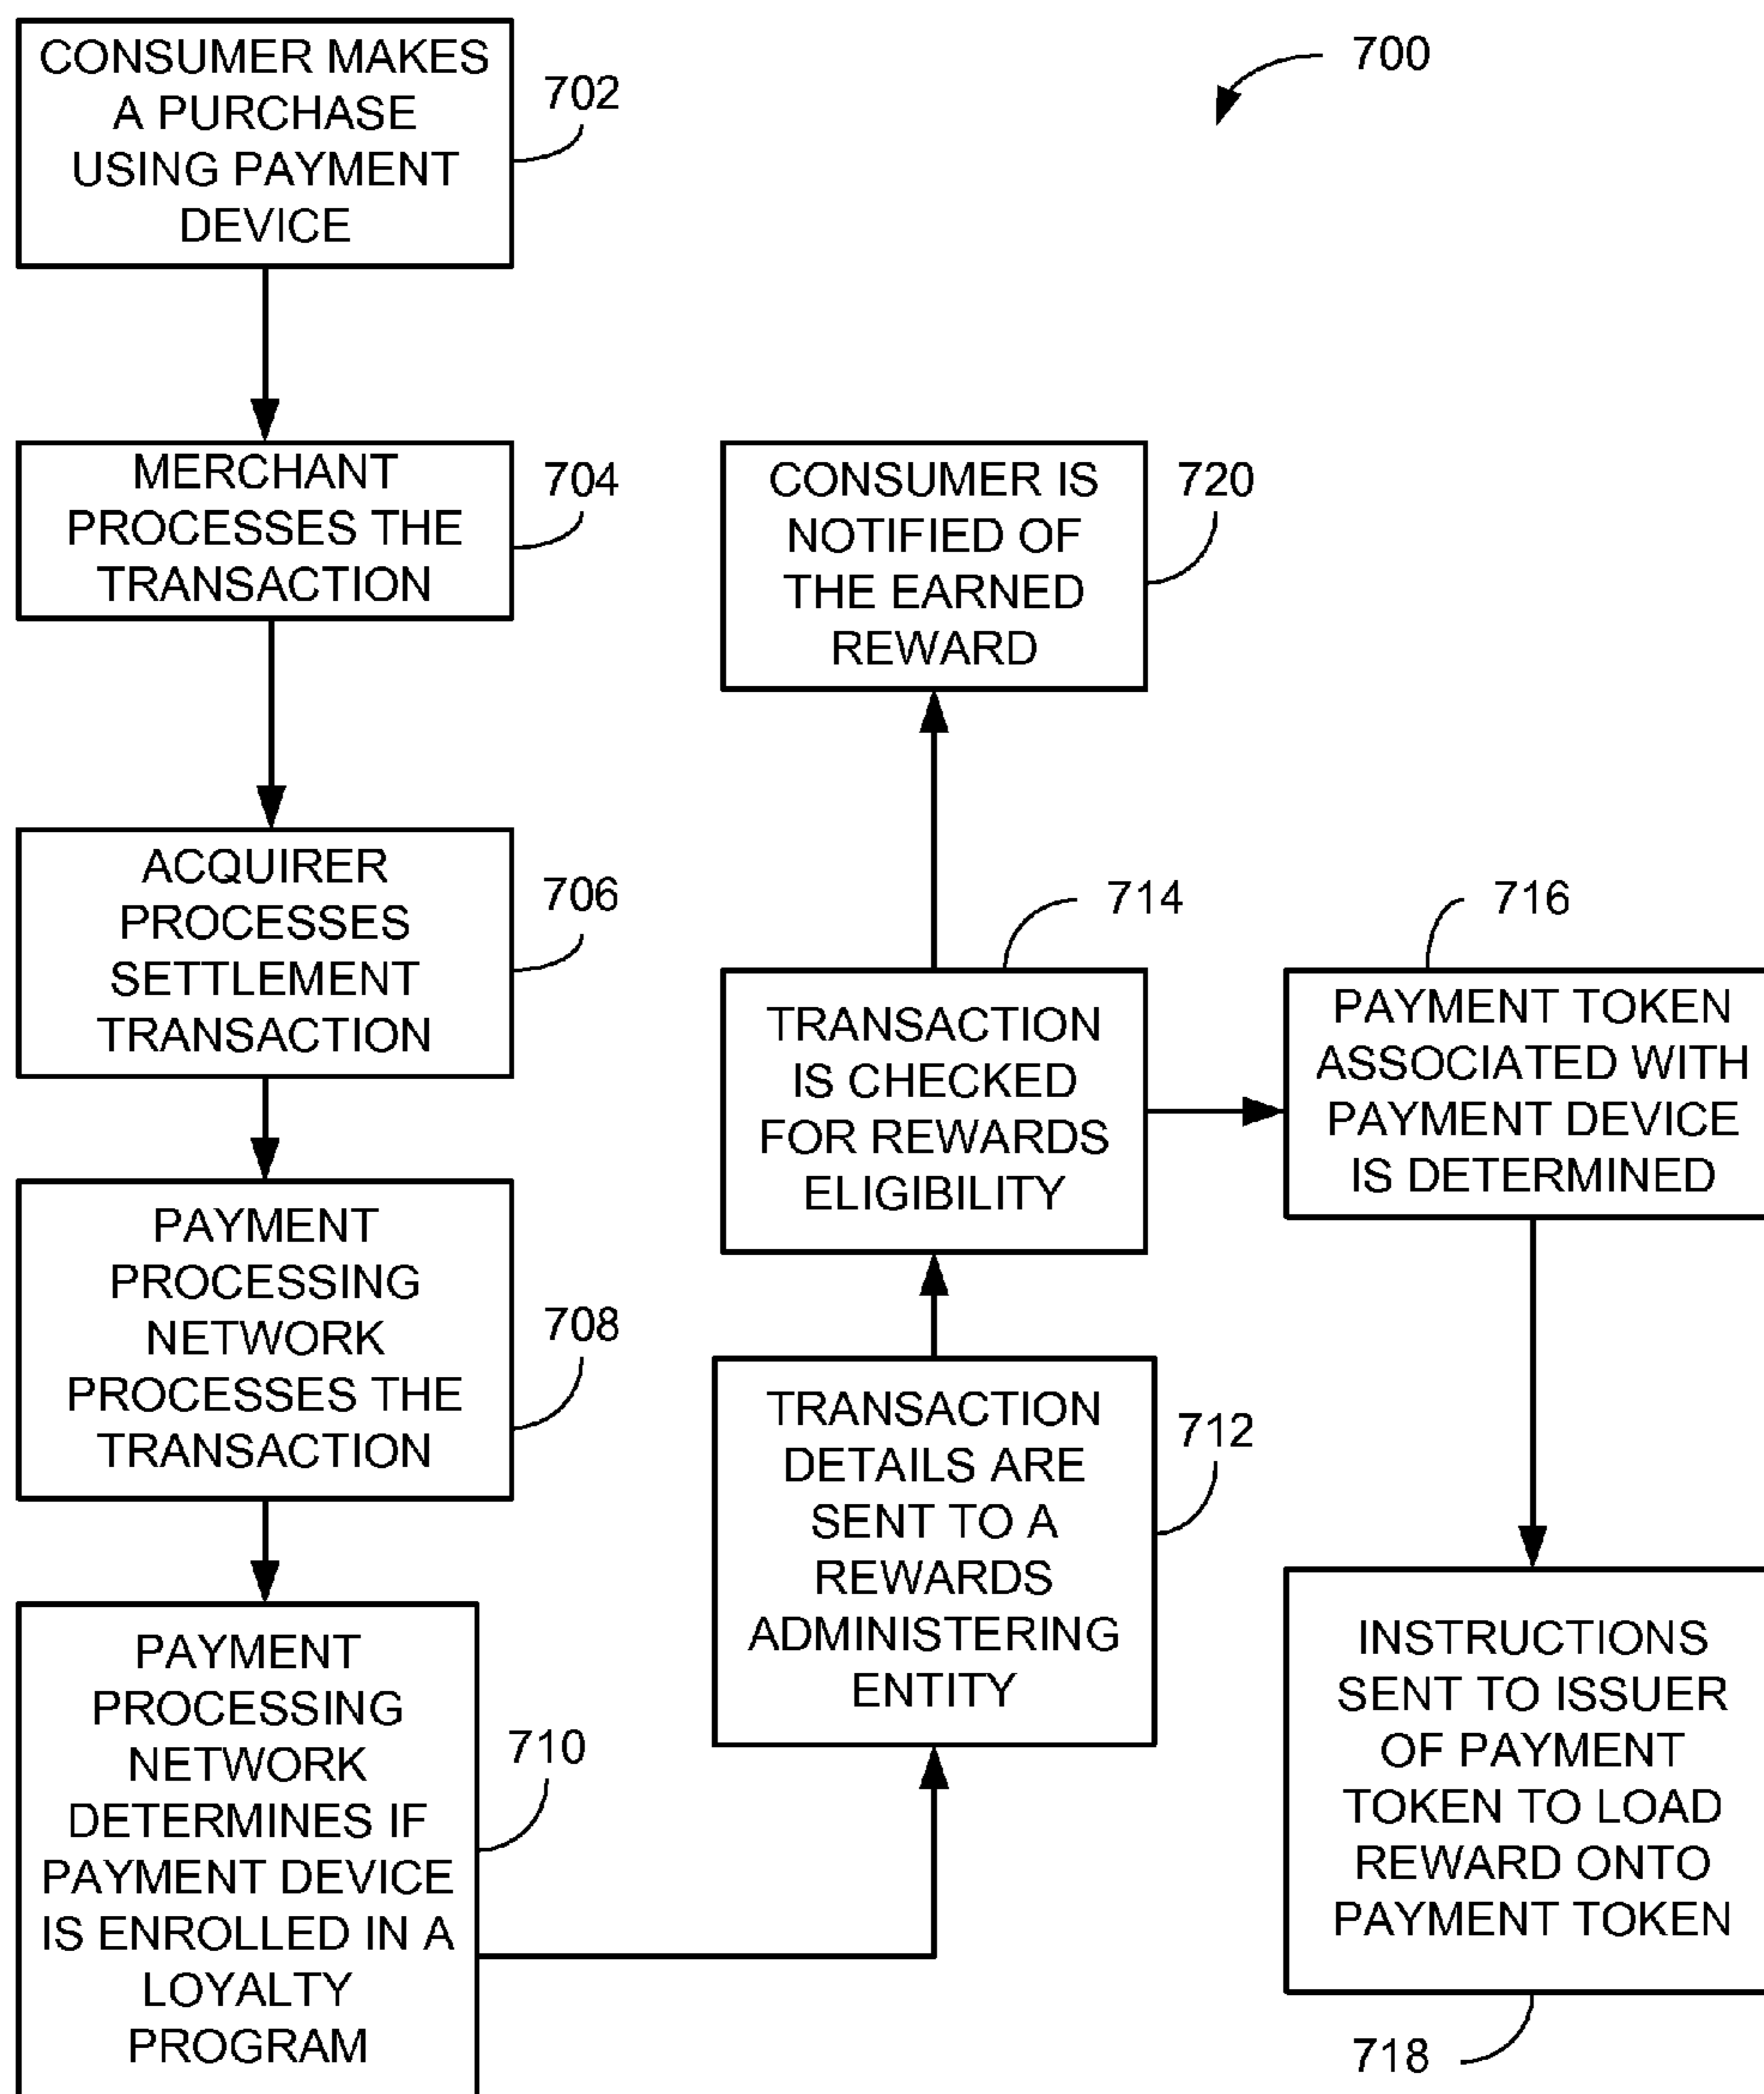 CONSUMER MAKES
A PURCHASE
USING PAYMENT
DEVICE
702
700
MERCHANT
PROCESSES THE
TRANSACTION
704
CONSUMER IS
NOTIFIED OF
THE EARNED
REWARD
720
ACQUIRER
PROCESSES
SETTLEMENT
TRANSACTION
706
714
TRANSACTION
IS CHECKED
FOR REWARDS
ELIGIBILITY
716
PAYMENT TOKEN
ASSOCIATED WITH
PAYMENT DEVICE
IS DETERMINED
PAYMENT
PROCESSING
NETWORK
PROCESSES THE
TRANSACTION
708
TRANSACTION
DETAILS ARE
SENT TO A
REWARDS
ADMINISTERING
ENTITY
712
PAYMENT
PROCESSING
NETWORK
DETERMINES IF
PAYMENT DEVICE
IS ENROLLED IN A
LOYALTY
PROGRAM
710
INSTRUCTIONS
SENT TO ISSUER
OF PAYMENT
TOKEN TO LOAD
REWARD ONTO
PAYMENT TOKEN
718